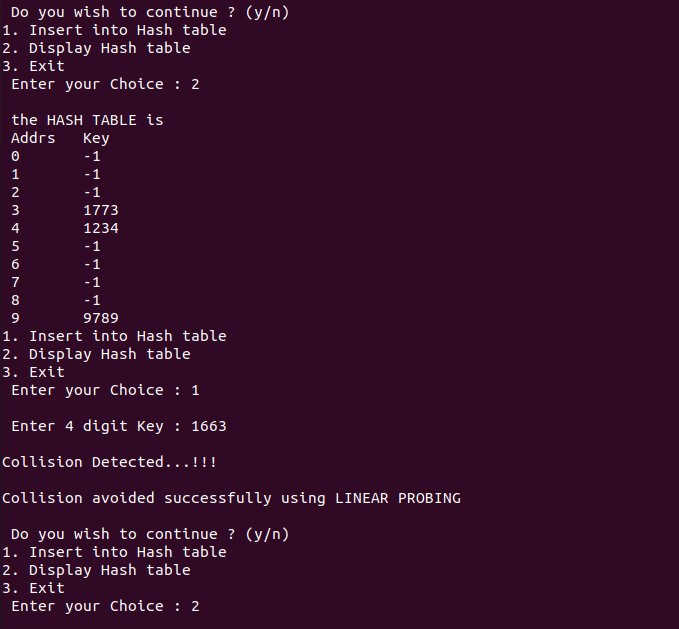 Do you wish to continue ? (y/n)
1. Insert into Hash table
2. Display Hash table
3. Exit
Enter your Choice : 2
the HASH TABLE is
Addrs Key
0 -1
1 -1
2 -1
3 1773
4 1234
5 -1
6 -1
7 -1
8 -1
9 9789
1. Insert into Hash table
2. Display Hash table
3. Exit
Enter your Choice : 1
Enter 4 digit Key : 1663
Collision Detected...!!!
Collision avoided successfully using LINEAR PROBING
Do you wish to continue ? (y/n)
1. Insert into Hash table
2. Display Hash table
3. Exit
Enter your Choice : 2